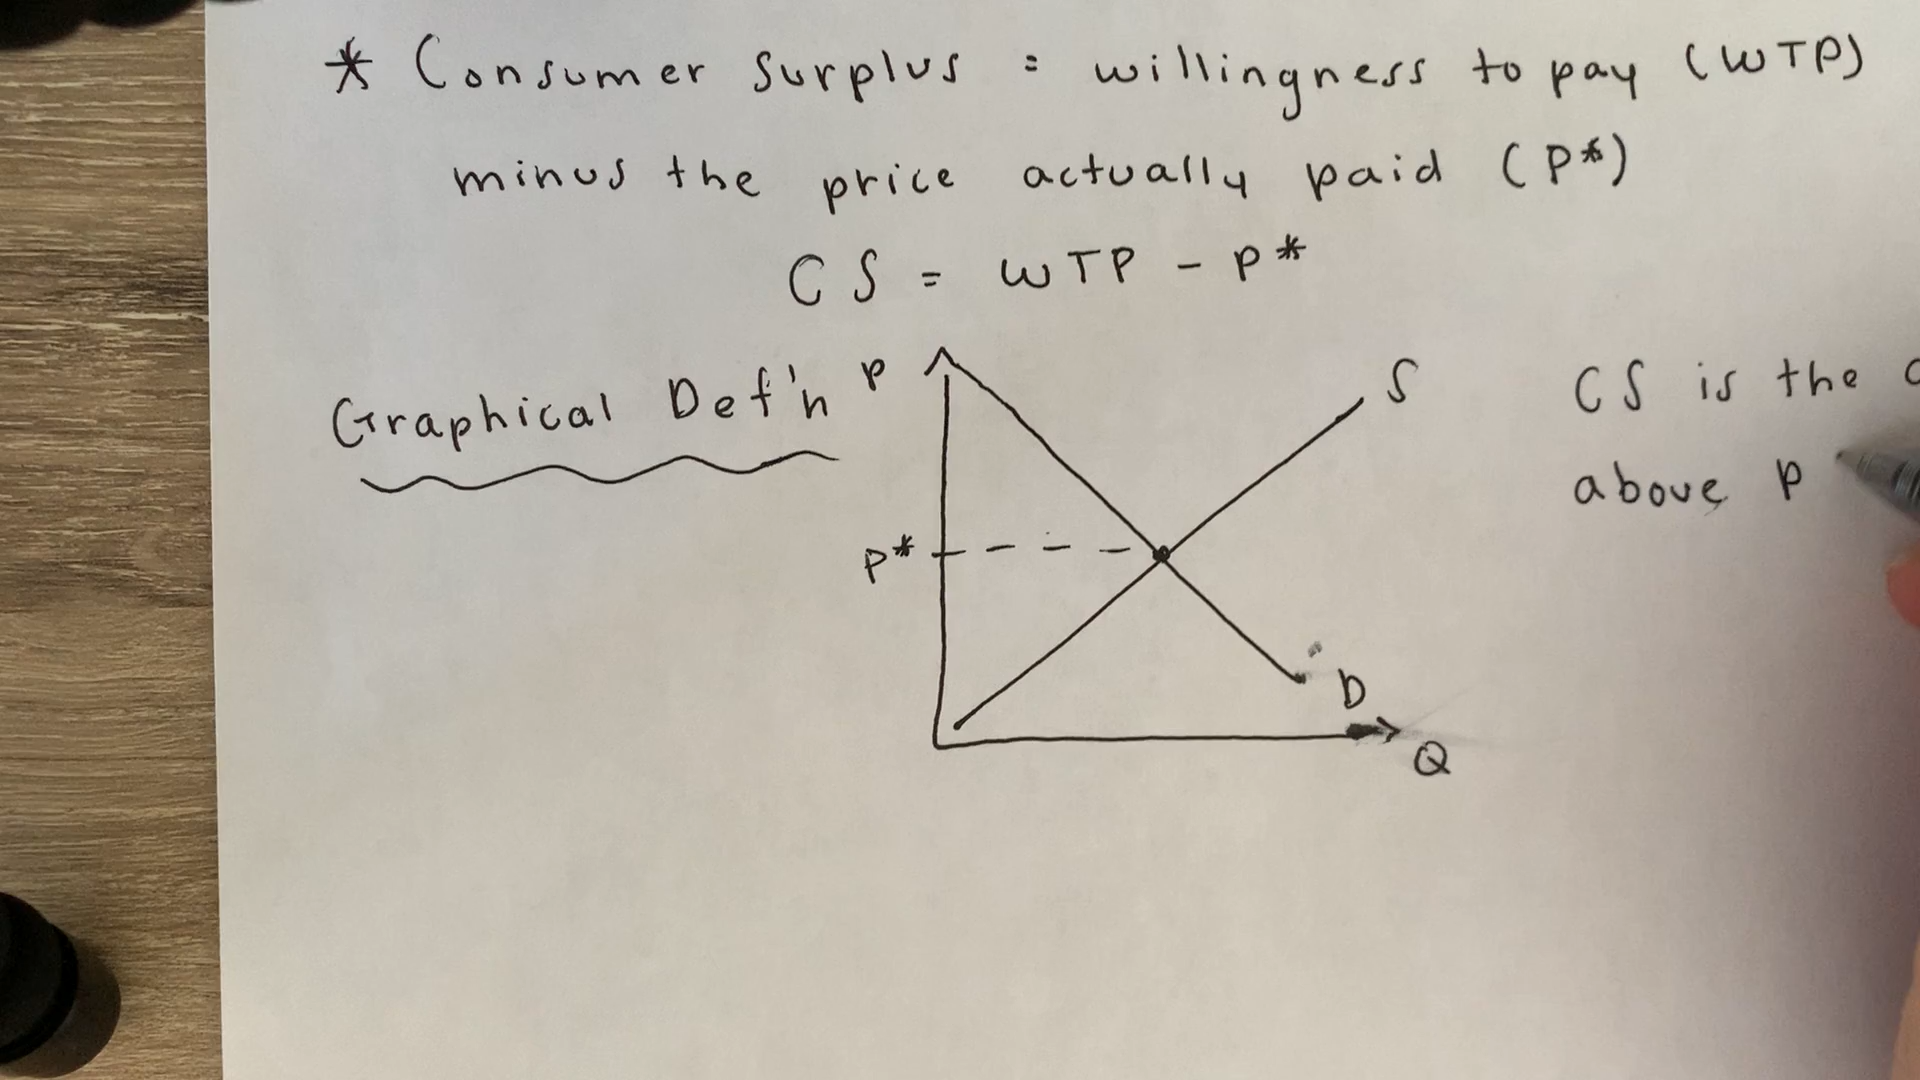 * Consumer Surplus = willingness to pay (WTP)
minus the price actually paid (P*)
CS = WTP - P*
Graphical Def'n
P
S
CS is the
above P
P*
D
Q